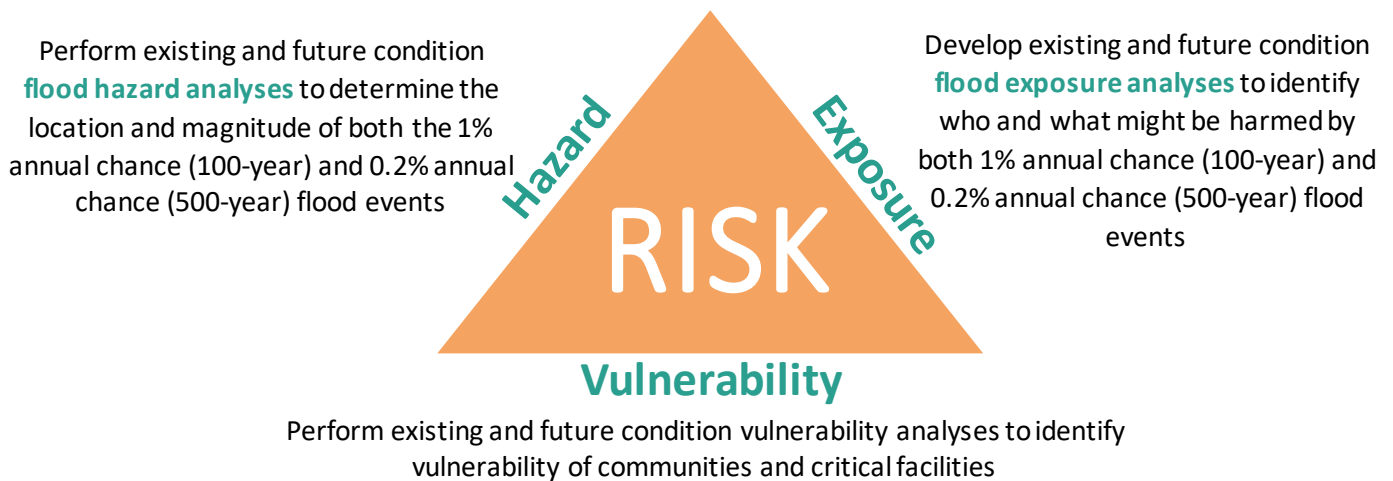 Perform existing and future condition
flood hazard analyses to determine the
location and magnitude of both the 1%
annual chance (100-year) and 0.2% annual
chance (500-year) flood events
Hazard
RISK
Exposure
Develop existing and future condition
flood exposure analyses to identify
who and what might be harmed by
both 1% annual chance (100-year) and
0.2% annual chance (500-year) flood
events
Vulnerability
Perform existing and future condition vulnerability analyses to identify
vulnerability of communities and critical facilities